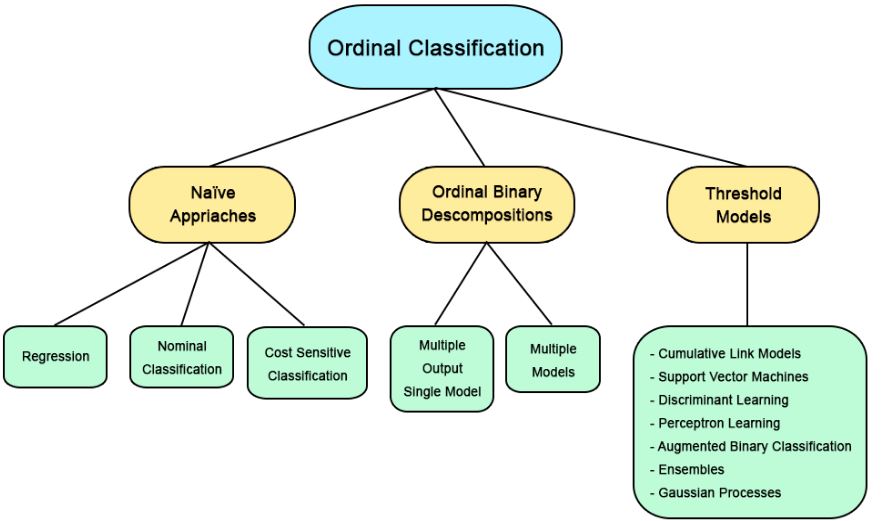 Ordinal Classification
Naïve
Appriaches
Ordinal Binary
Descompositions
Threshold
Models
Regression
Nominal
Classification
Cost Sensitive
Classification
Multiple
Output
Single Model
Multiple
Models
- Cumulative Link Models
- Support Vector Machines
- Discriminant Learning
- Perceptron Learning
- Augmented Binary Classification
- Ensembles
- Gaussian Processes